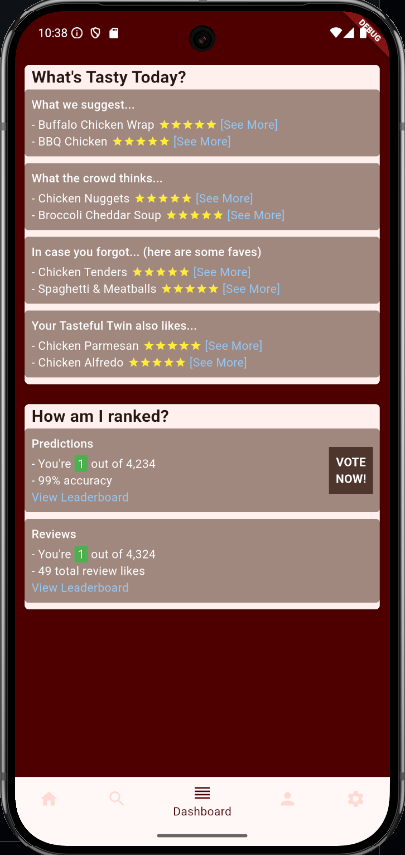 10:38
DEBUG
What's Tasty Today?
What we suggest...
- Buffalo Chicken Wrap ★★★★★ [See More]
- BBQ Chicken ★★★★★ [See More]
What the crowd thinks...
- Chicken Nuggets ★★★★★ [See More]
- Broccoli Cheddar Soup ★★★★★ [See More]
In case you forgot... (here are some faves)
- Chicken Tenders ★★★★★ [See More]
- Spaghetti & Meatballs ★★★★★ [See More]
Your Tasteful Twin also likes...
- Chicken Parmesan ★★★★★ [See More]
- Chicken Alfredo ★★★★★ [See More]
How am I ranked?
Predictions
- You're 1 out of 4,234
- 99% accuracy
View Leaderboard
VOTE
NOW!
Reviews
- You're 1 out of 4,324
- 49 total review likes
View Leaderboard
Dashboard